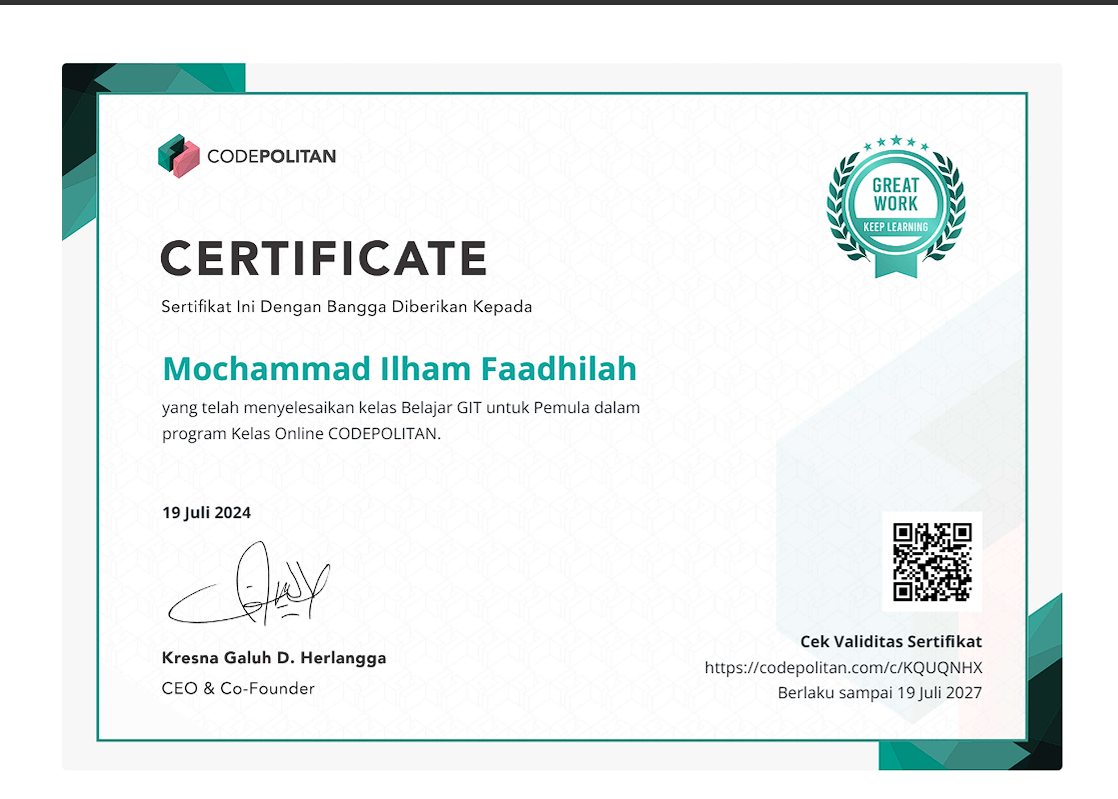 CODEPOLITAN
GREAT
WORK
KEEP LEARNING
CERTIFICATE
Sertifikat Ini Dengan Bangga Diberikan Kepada
Mochammad Ilham Faadhilah
yang telah menyelesaikan kelas Belajar GIT untuk Pemula dalam
program Kelas Online CODEPOLITAN.
19 Juli 2024
Kresna Galuh D. Herlangga
CEO & Co-Founder
Cek Validitas Sertifikat
https://codepolitan.com/c/KQUQNHX
Berlaku sampai 19 Juli 2027